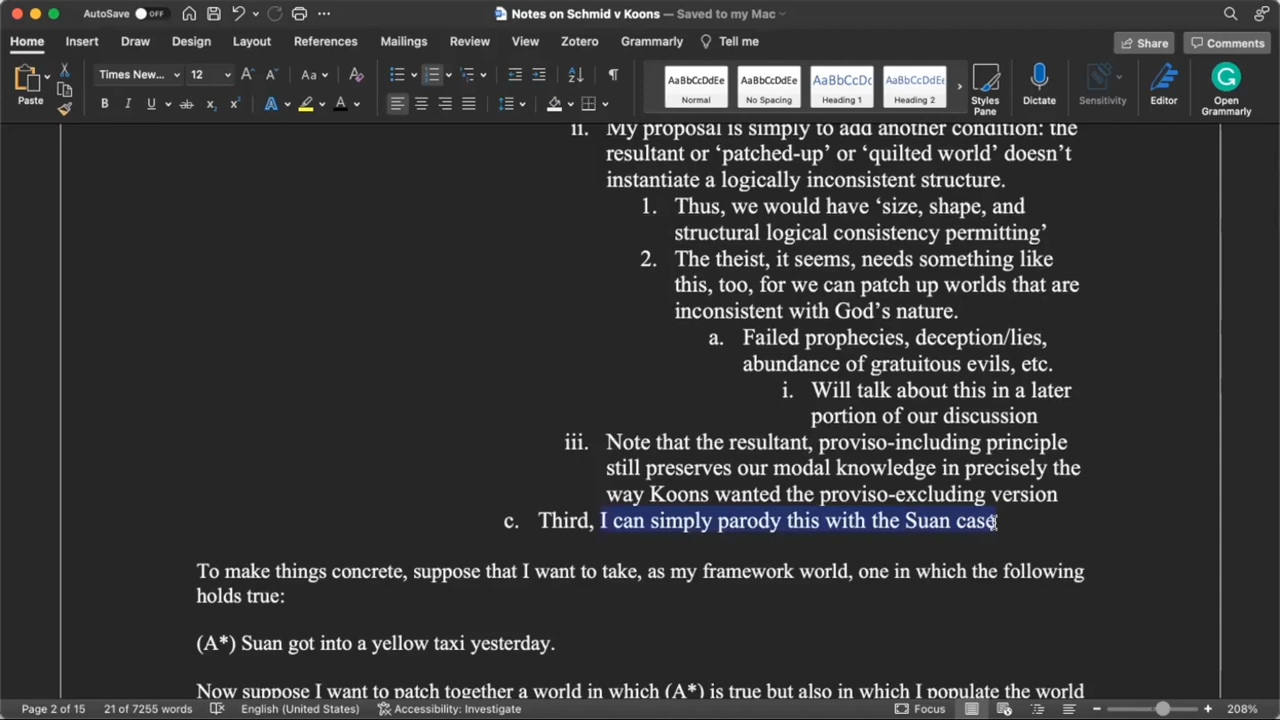 AutoSave OFF Notes on Schmid v Koons — Saved to my Mac
Home Insert Draw Design Layout References Mailings Review View Zotero Grammarly Tell me Share Comments
Paste Times New... 12 Aa AaBbCcDdEe AaBbCcDdEe AaBbCcDc AaBbCcDdEe
Normal No Spacing Heading 1 Heading 2 Styles Pane Dictate Sensitivity Editor Open Grammarly
B I U ab X₂ X² A A
ii. My proposal is simply to add another condition: the
resultant or ‘patched-up’ or ‘quilted world’ doesn’t
instantiate a logically inconsistent structure.
1. Thus, we would have ‘size, shape, and
structural logical consistency permitting’
2. The theist, it seems, needs something like
this, too, for we can patch up worlds that are
inconsistent with God’s nature.
a. Failed prophecies, deception/lies,
abundance of gratuitous evils, etc.
i. Will talk about this in a later
portion of our discussion
iii. Note that the resultant, proviso-including principle
still preserves our modal knowledge in precisely the
way Koons wanted the proviso-excluding version
c. Third, I can simply parody this with the Suan case
To make things concrete, suppose that I want to take, as my framework world, one in which the following
holds true:
(A*) Suan got into a yellow taxi yesterday.
Now suppose I want to patch together a world in which (A*) is true but also in which I populate the world
Page 2 of 15 21 of 7255 words English (United States) Accessibility: Investigate Focus 208%